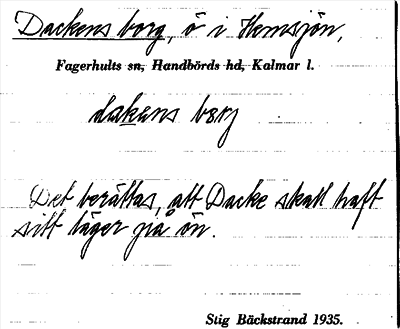 Dackens borg, ö i Hemsjön,
Fagerhults sn, Handbörds hd, Kalmar l.
dakens bərj
Det berättas, att Dacke skall haft
sitt läger på ön.
Stig Bäckstrand 1935.